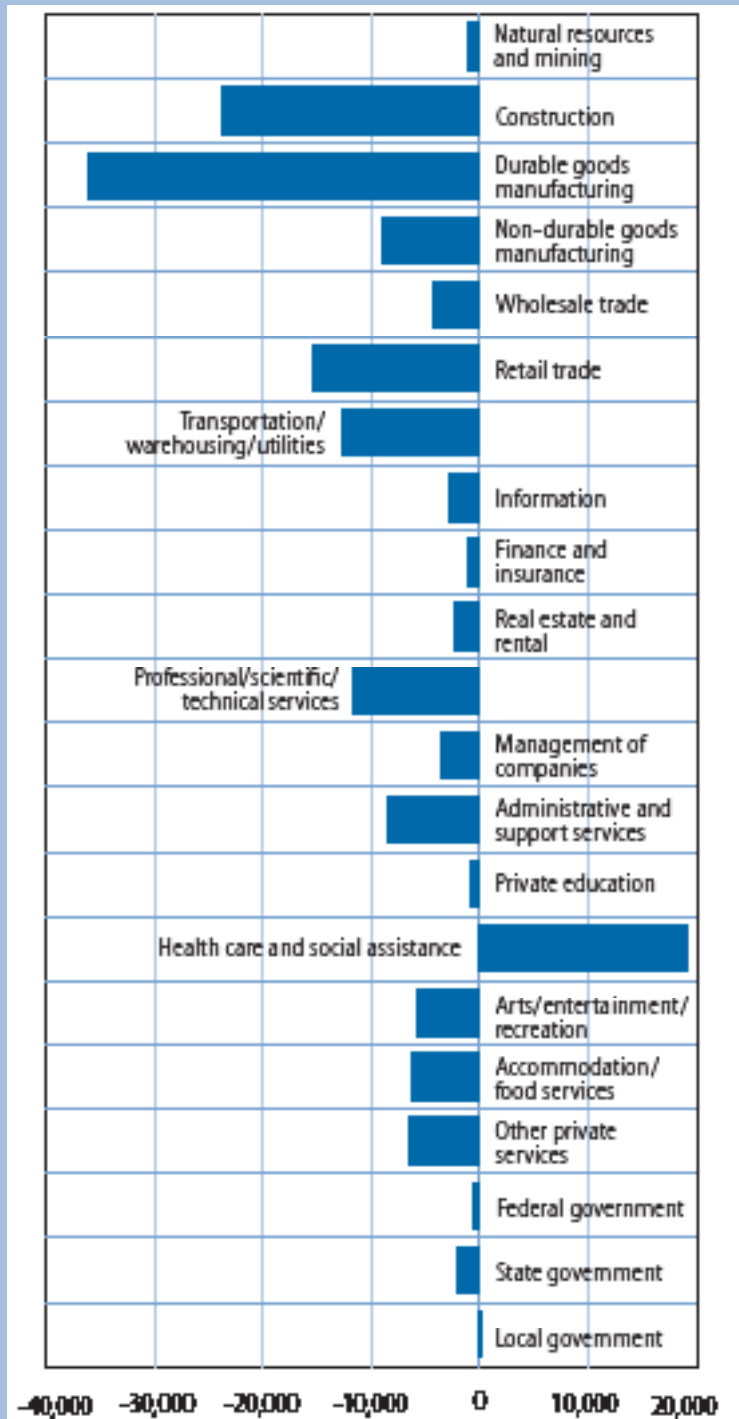 Natural resources
and mining
Construction
Durable goods
manufacturing
Non-durable goods
manufacturing
Wholesale trade
Retail trade
Transportation/
warehousing/utilities
Information
Finance and
insurance
Real estate and
rental
Professional/scientific/
technical services
Management of
companies
Administrative and
support services
Private education
Health care and social assistance
Arts/entertainment/
recreation
Accommodation/
food services
Other private
services
Federal government
State government
Local government
–40,000 –30,000 –20,000 –10,000 0 10,000 20,000